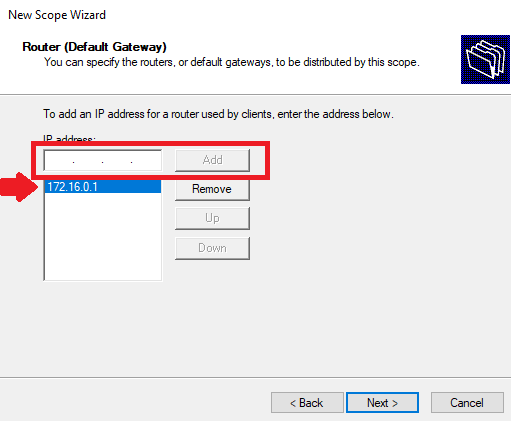 New Scope Wizard
Router (Default Gateway)
You can specify the routers, or default gateways, to be distributed by this scope.
To add an IP address for a router used by clients, enter the address below.
IP address:
. . . Add
172.16.0.1 Remove
Up
Down
< Back Next > Cancel